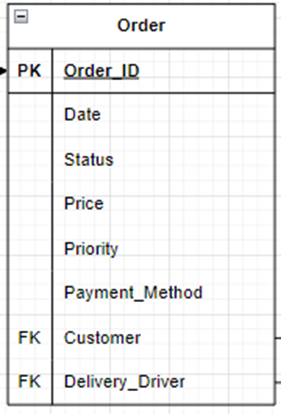 Order
PK Order_ID
Date
Status
Price
Priority
Payment_Method
FK Customer
FK Delivery_Driver